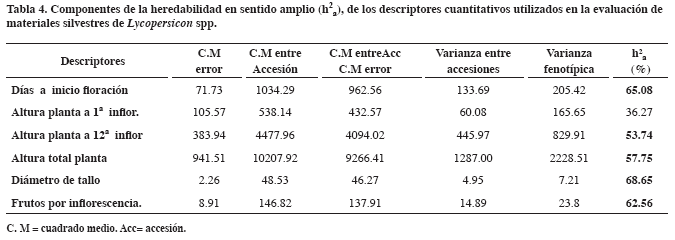 Tabla 4. Componentes de la heredabilidad en sentido amplio (h²a), de los descriptores cuantitativos utilizados en la evaluación de
materiales silvestres de Lycopersicon spp.
Descriptores C.M error C.M entre Accesión C.M entreAcc C.M error Varianza entre accesiones Varianza fenotípica h²a (%)
Días a inicio floración 71.73 1034.29 962.56 133.69 205.42 65.08
Altura planta a 1ª inflor. 105.57 538.14 432.57 60.08 165.65 36.27
Altura planta a 12ª inflor 383.94 4477.96 4094.02 445.97 829.91 53.74
Altura total planta 941.51 10207.92 9266.41 1287.00 2228.51 57.75
Diámetro de tallo 2.26 48.53 46.27 4.95 7.21 68.65
Frutos por inflorescencia. 8.91 146.82 137.91 14.89 23.8 62.56
C. M = cuadrado medio. Acc= accesión.